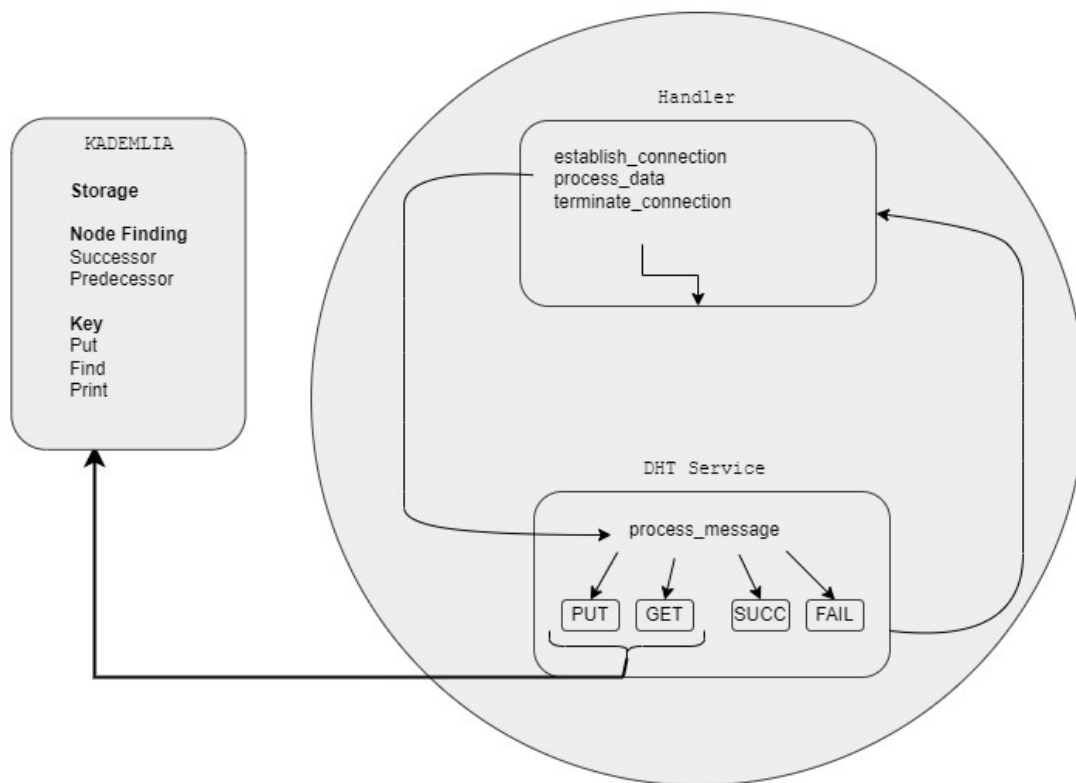 KADEMLIA
Storage
Node Finding
Successor
Predecessor
Key
Put
Find
Print
Handler
establish_connection
process_data
terminate_connection
DHT Service
process_message
PUT
GET
SUCC
FAIL